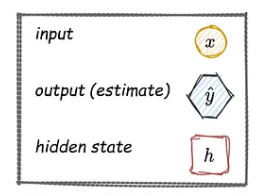 input x
output (estimate) ŷ
hidden state h